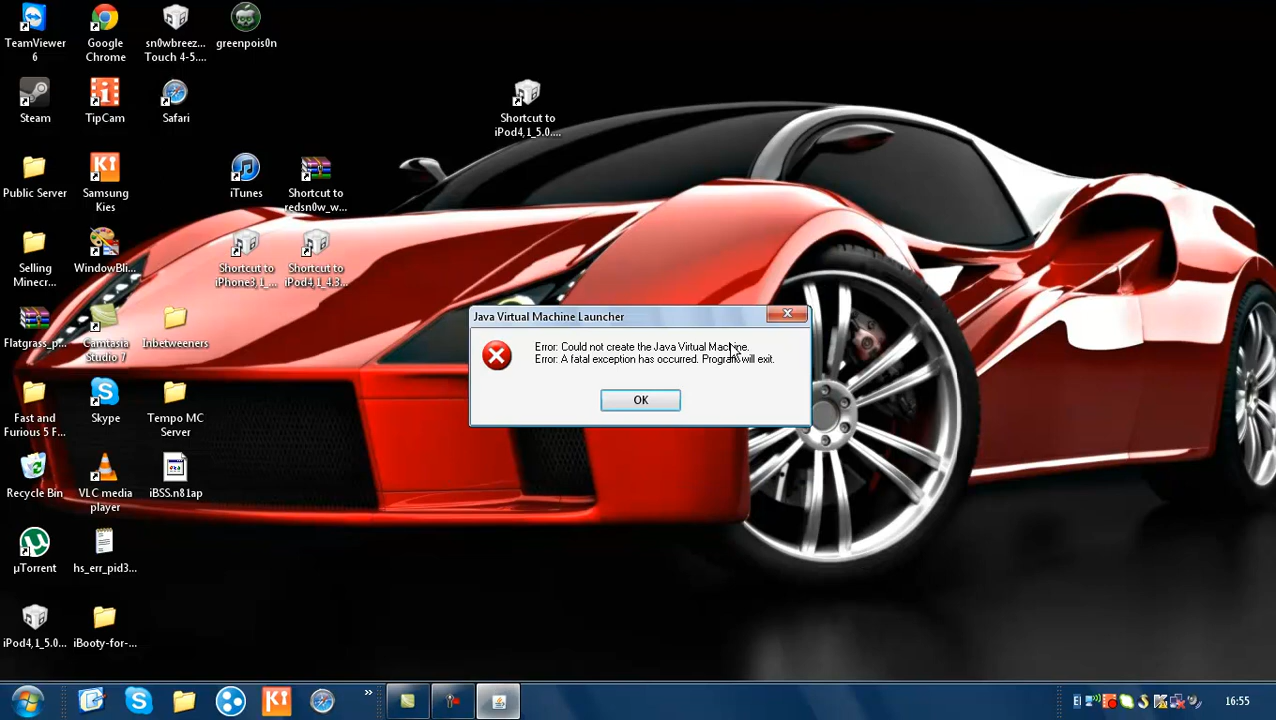 TeamViewer
6
Google
Chrome
sn0wbreez...
Touch 4-5....
greenpois0n
Steam
TipCam
Safari
Shortcut to
iPod4,1_5.0....
Public Server
Samsung
Kies
iTunes
Shortcut to
redsn0w_w...
Selling
Minecr...
WindowBli...
Shortcut to
iPhone3,1_...
Shortcut to
iPod4,1_4.3...
Flatgrass_p...
Camtasia
Studio 7
Inbetweeners
Java Virtual Machine Launcher
Error: Could not create the Java Virtual Machine.
Error: A fatal exception has occurred. Program will exit.
OK
Fast and
Furious 5 F...
Skype
Tempo MC
Server
Recycle Bin
VLC media
player
iBSS.n81ap
µTorrent
hs_err_pid3...
iPod4,1_5.0...
iBooty-for-...
16:55